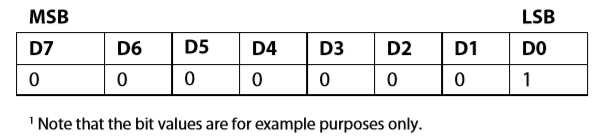 MSB LSB
D7 D6 D5 D4 D3 D2 D1 D0
0 0 0 0 0 0 0 1
¹ Note that the bit values are for example purposes only.